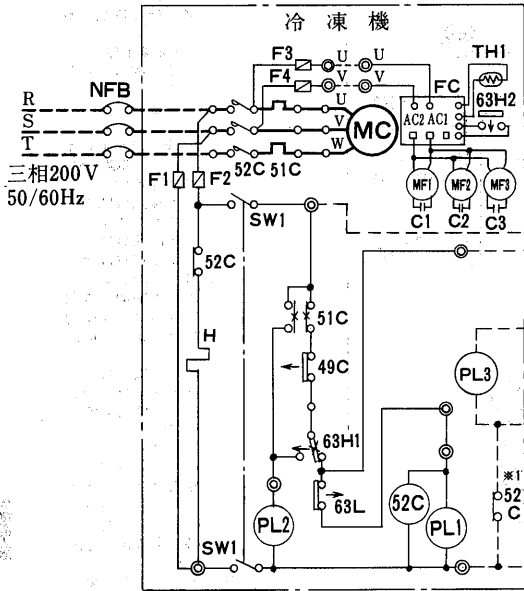 冷凍機
F3 U U
F4 V V
TH1
FC
63H2
NFB
R
S
T
U
V
W
MC
AC2 AC1
52C 51C
三相200V
50/60Hz
F1 F2
MF1 MF2 MF3
C1 C2 C3
SW1
52C
51C
H
49C
PL3
63H1
63L
52C
※1
52
C
PL2
PL1
SW1